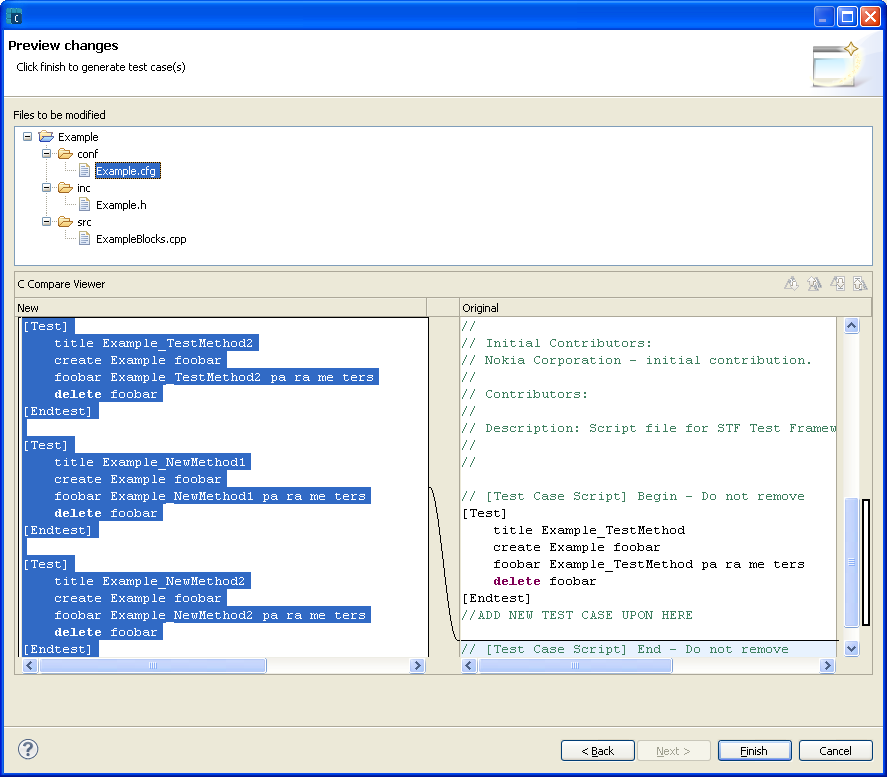 Preview changes
Click finish to generate test case(s)
Files to be modified
Example
conf
Example.cfg
inc
Example.h
src
ExampleBlocks.cpp
C Compare Viewer
New
[Test]
title Example_TestMethod2
create Example foobar
foobar Example_TestMethod2 pa ra me ters
delete foobar
[Endtest]
[Test]
title Example_NewMethod1
create Example foobar
foobar Example_NewMethod1 pa ra me ters
delete foobar
[Endtest]
[Test]
title Example_NewMethod2
create Example foobar
foobar Example_NewMethod2 pa ra me ters
delete foobar
[Endtest]
Original
//
// Initial Contributors:
// Nokia Corporation - initial contribution.
//
// Contributors:
//
// Description: Script file for STF Test Framew
//
//
// [Test Case Script] Begin - Do not remove
[Test]
title Example_TestMethod
create Example foobar
foobar Example_TestMethod pa ra me ters
delete foobar
[Endtest]
//ADD NEW TEST CASE UPON HERE
// [Test Case Script] End - Do not remove
< Back
Next >
Finish
Cancel